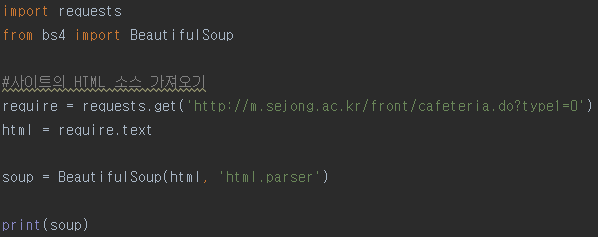 import requests
from bs4 import BeautifulSoup
#사이트의 HTML 소스 가져오기
require = requests.get('http://m.sejong.ac.kr/front/cafeteria.do?type1=0')
html = require.text
soup = BeautifulSoup(html, 'html.parser')
print(soup)